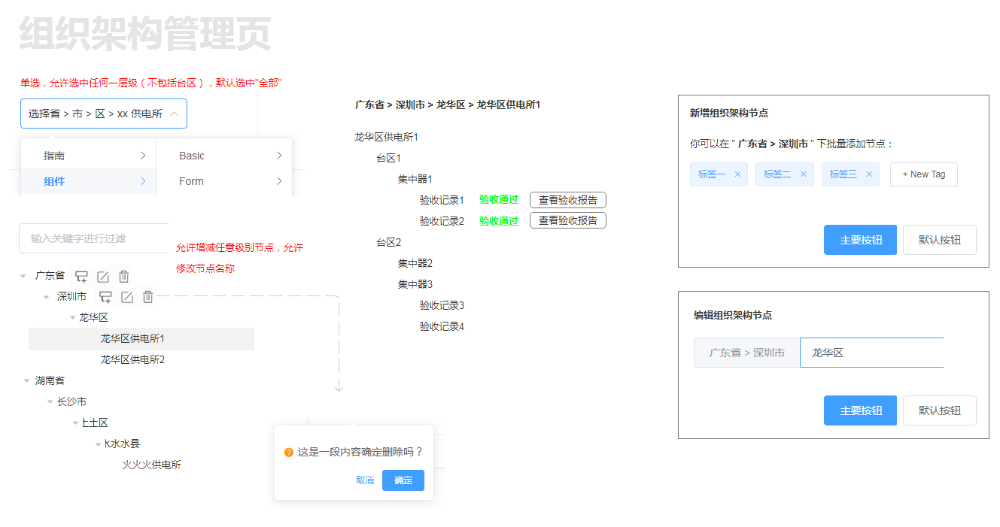 组织架构管理页
单选，允许选中任何一层级（不包括台区），默认选中"全部"
选择省 > 市 > 区 > xx 供电所
指南
Basic
组件
Form
输入关键字进行过滤
允许增减任意级别节点，允许
修改节点名称
广东省
深圳市
龙华区
龙华区供电所1
龙华区供电所2
湖南省
长沙市
土土区
水水水县
火火火供电所
这是一段内容确定删除吗？
取消
确定
广东省 > 深圳市 > 龙华区 > 龙华区供电所1
龙华区供电所1
台区1
集中器1
验收记录1 验收通过 查看验收报告
验收记录2 验收通过 查看验收报告
台区2
集中器2
集中器3
验收记录3
验收记录4
新增组织架构节点
你可以在 " 广东省 > 深圳市 " 下批量添加节点：
标签一 × 标签二 × 标签三 × + New Tag
主要按钮 默认按钮
编辑组织架构节点
广东省 > 深圳市 龙华区
主要按钮 默认按钮